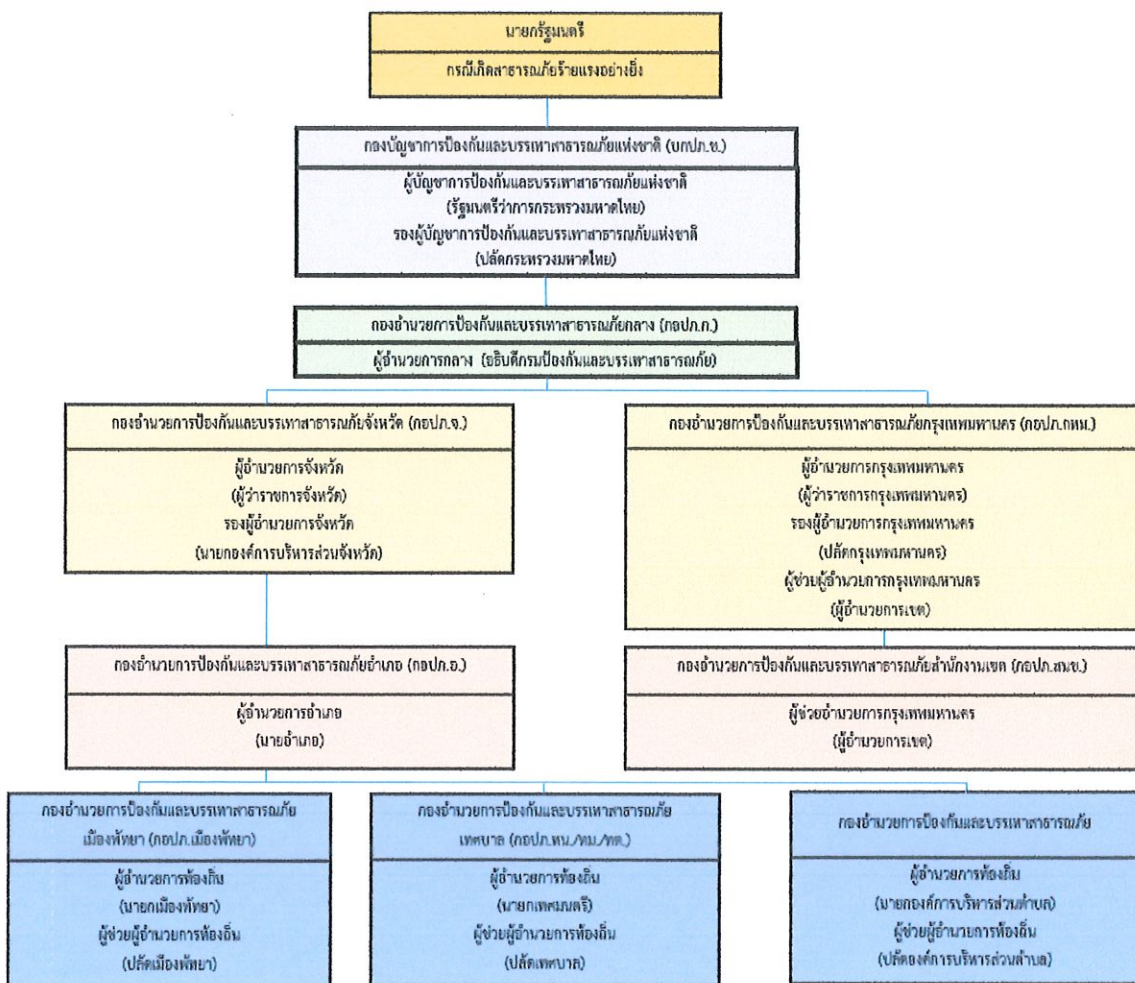 นายกรัฐมนตรี
กรณีเกิดสาธารณภัยร้ายแรงอย่างยิ่ง
กองบัญชาการป้องกันและบรรเทาสาธารณภัยแห่งชาติ (บกปภ.ช.)
ผู้บัญชาการป้องกันและบรรเทาสาธารณภัยแห่งชาติ
(รัฐมนตรีว่าการกระทรวงมหาดไทย)
รองผู้บัญชาการป้องกันและบรรเทาสาธารณภัยแห่งชาติ
(ปลัดกระทรวงมหาดไทย)
กองอำนวยการป้องกันและบรรเทาสาธารณภัยกลาง (กอปภ.ก.)
ผู้อำนวยการกลาง (อธิบดีกรมป้องกันและบรรเทาสาธารณภัย)
กองอำนวยการป้องกันและบรรเทาสาธารณภัยจังหวัด (กอปภ.จ.)
ผู้อำนวยการจังหวัด
(ผู้ว่าราชการจังหวัด)
รองผู้อำนวยการจังหวัด
(นายกองค์การบริหารส่วนจังหวัด)
กองอำนวยการป้องกันและบรรเทาสาธารณภัยกรุงเทพมหานคร (กอปภ.กทม.)
ผู้อำนวยการกรุงเทพมหานคร
(ผู้ว่าราชการกรุงเทพมหานคร)
รองผู้อำนวยการกรุงเทพมหานคร
(ปลัดกรุงเทพมหานคร)
ผู้ช่วยผู้อำนวยการกรุงเทพมหานคร
(ผู้อำนวยการเขต)
กองอำนวยการป้องกันและบรรเทาสาธารณภัยอำเภอ (กอปภ.อ.)
ผู้อำนวยการอำเภอ
(นายอำเภอ)
กองอำนวยการป้องกันและบรรเทาสาธารณภัยสำนักงานเขต (กอปภ.สนข.)
ผู้ช่วยอำนวยการกรุงเทพมหานคร
(ผู้อำนวยการเขต)
กองอำนวยการป้องกันและบรรเทาสาธารณภัย
เมืองพัทยา (กอปภ.เมืองพัทยา)
ผู้อำนวยการท้องถิ่น
(นายกเมืองพัทยา)
ผู้ช่วยผู้อำนวยการท้องถิ่น
(ปลัดเมืองพัทยา)
กองอำนวยการป้องกันและบรรเทาสาธารณภัย
เทศบาล (กอปภ.ทน./ทม./ทต.)
ผู้อำนวยการท้องถิ่น
(นายกเทศมนตรี)
ผู้ช่วยผู้อำนวยการท้องถิ่น
(ปลัดเทศบาล)
กองอำนวยการป้องกันและบรรเทาสาธารณภัย
ผู้อำนวยการท้องถิ่น
(นายกองค์การบริหารส่วนตำบล)
ผู้ช่วยผู้อำนวยการท้องถิ่น
(ปลัดองค์การบริหารส่วนตำบล)